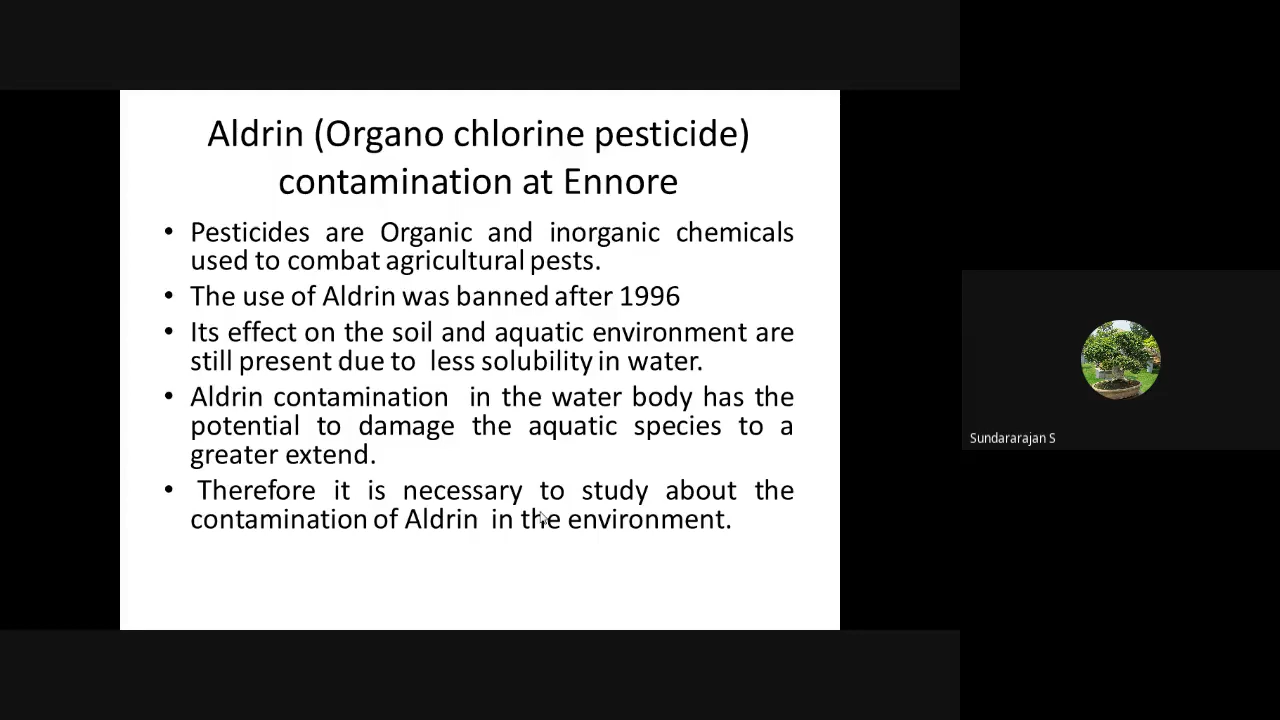 Aldrin (Organo chlorine pesticide)
contamination at Ennore
• Pesticides are Organic and inorganic chemicals
used to combat agricultural pests.
• The use of Aldrin was banned after 1996
• Its effect on the soil and aquatic environment are
still present due to less solubility in water.
• Aldrin contamination in the water body has the
potential to damage the aquatic species to a
greater extend.
• Therefore it is necessary to study about the
contamination of Aldrin in the environment.
Sundararajan S